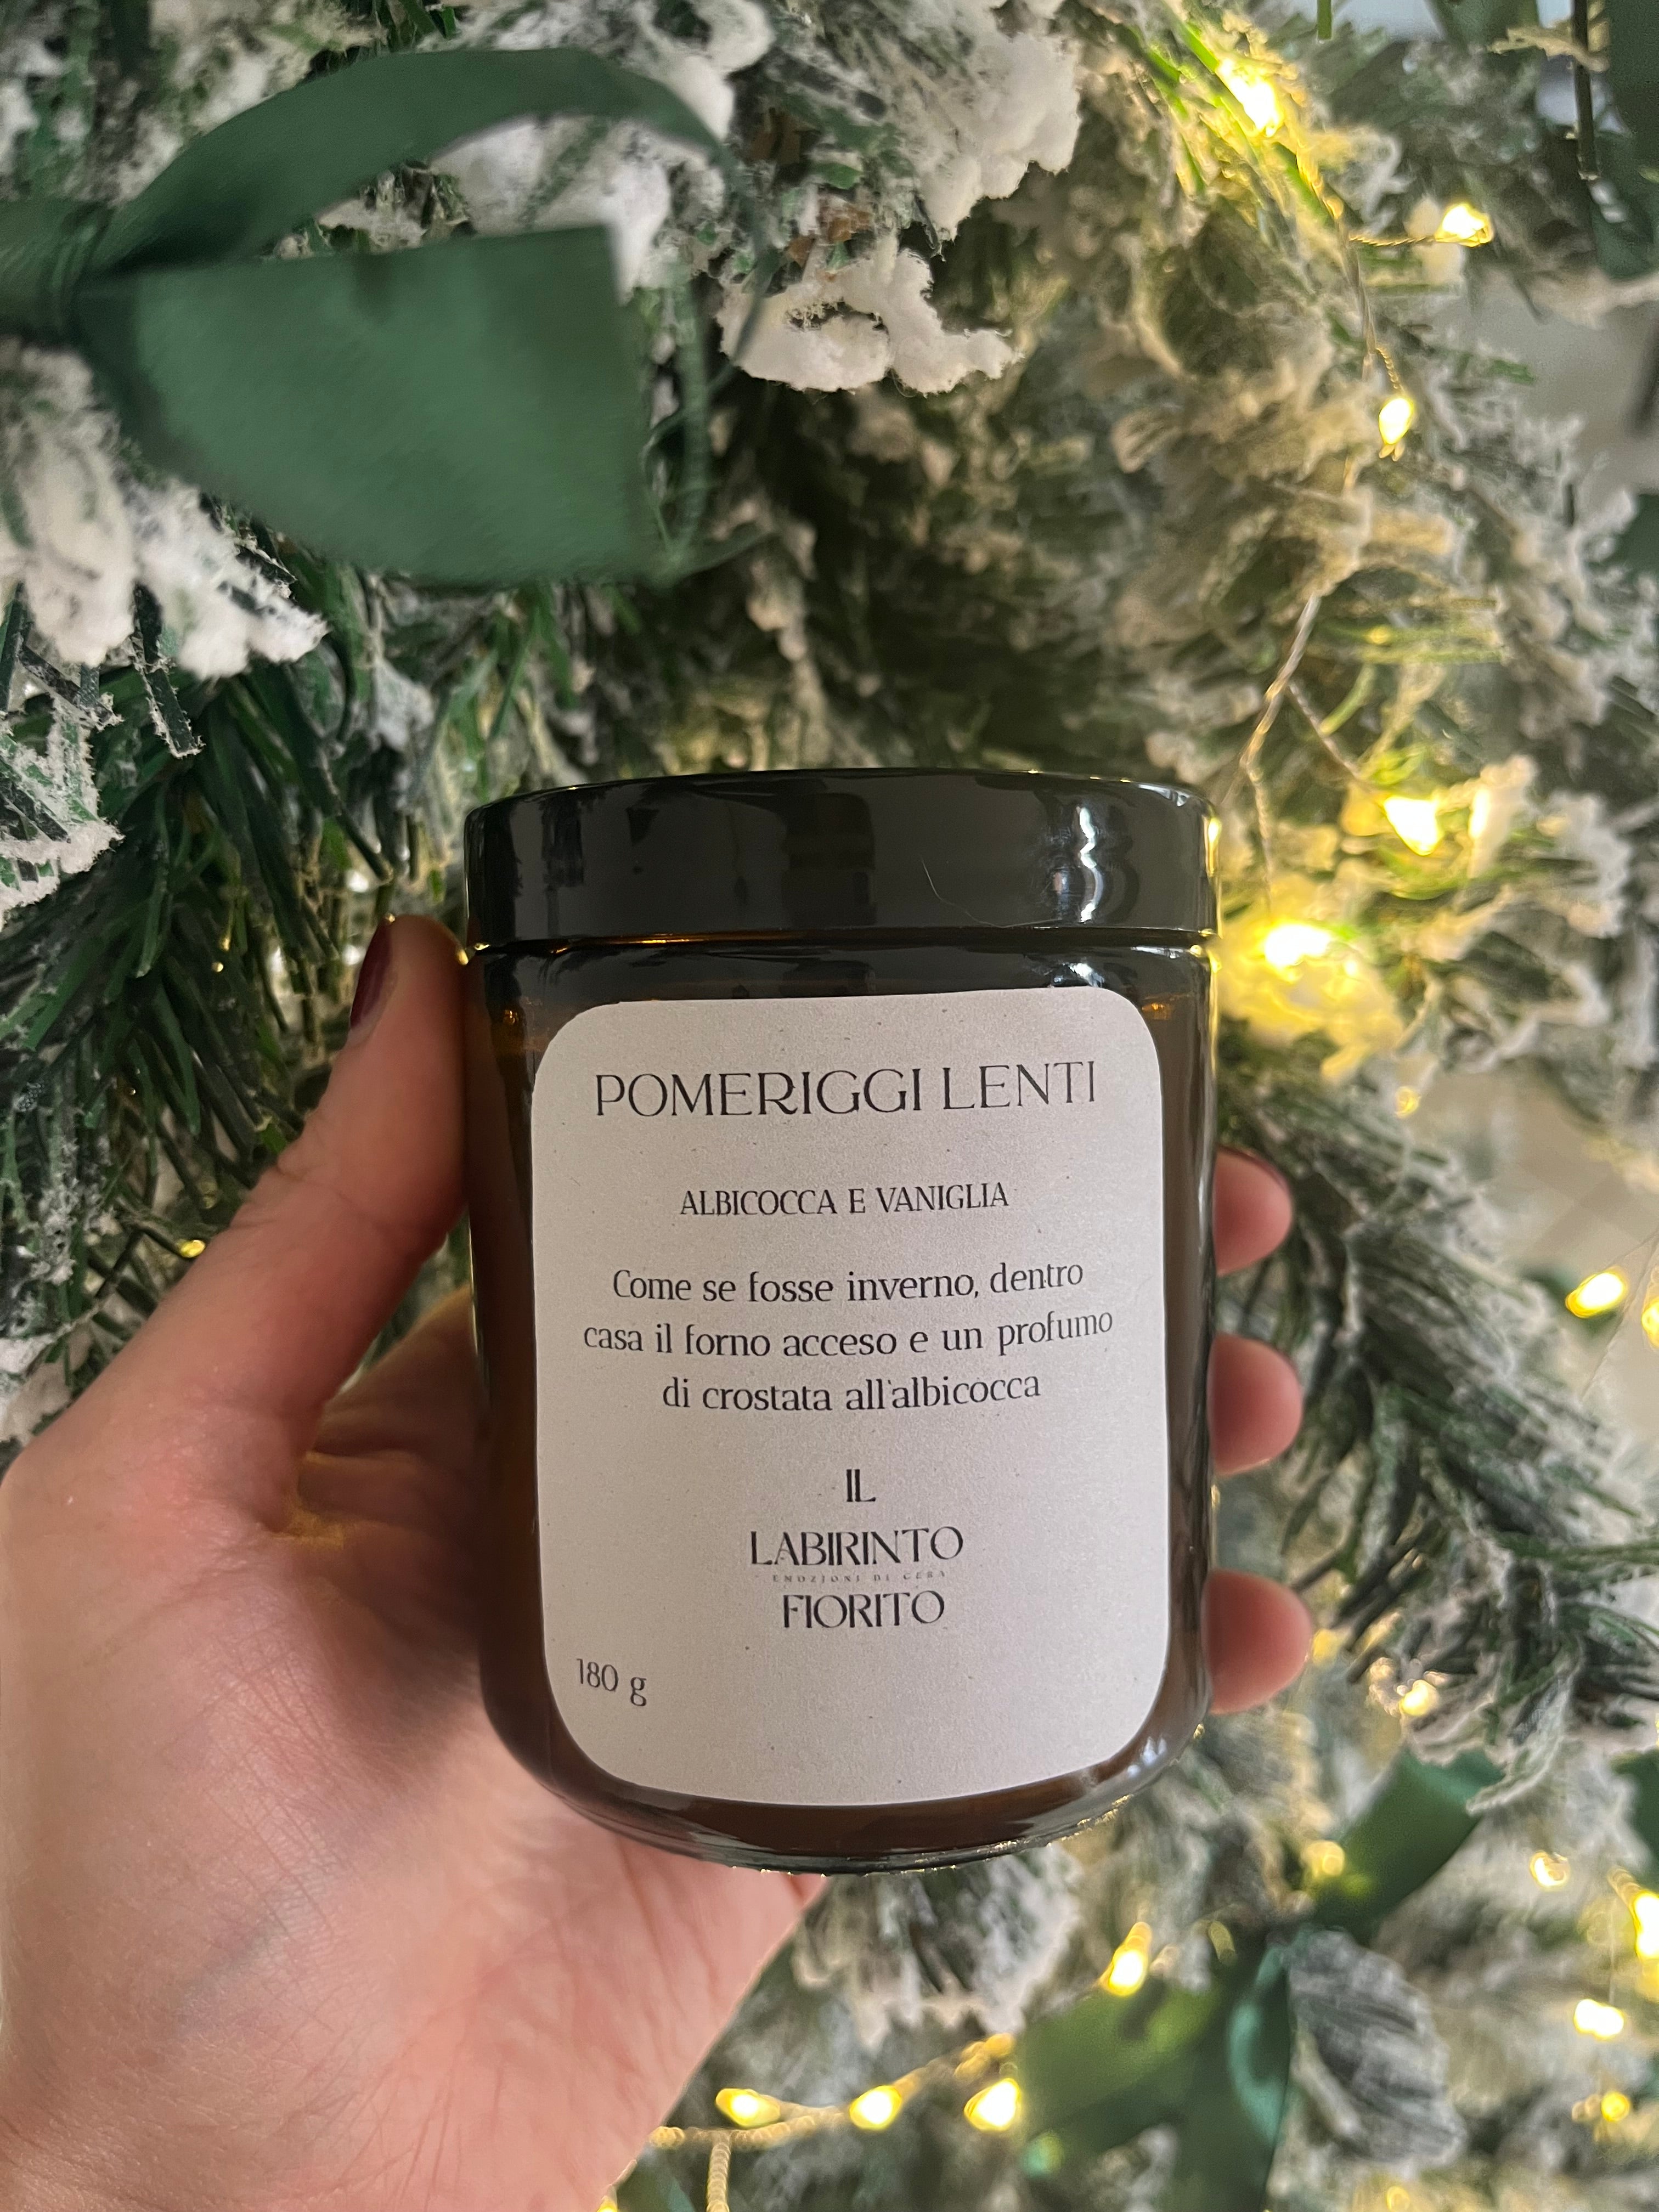 POMERIGGI LENTI
ALBICOCCA E VANIGLIA
Come se fosse inverno, dentro
casa il forno acceso e un profumo
di crostata all'albicocca
IL
LABIRINTO
EMOZIONI DI CERA
FIORITO
180 g